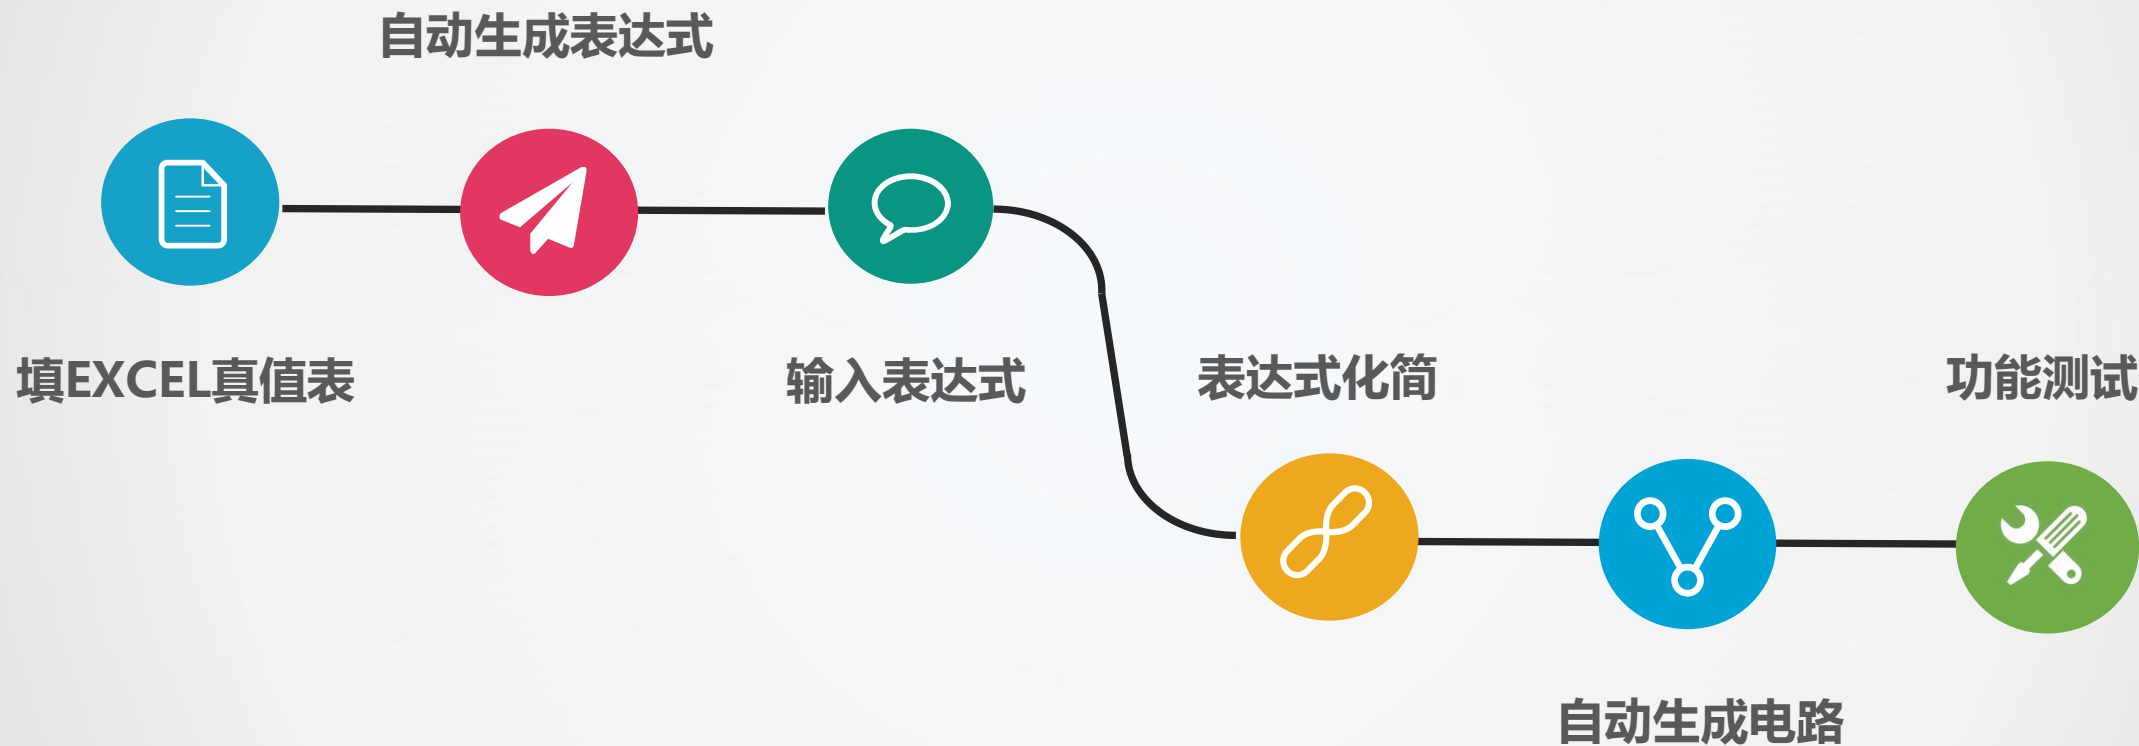 自动生成表达式
填EXCEL真值表
输入表达式
表达式化简
功能测试
自动生成电路